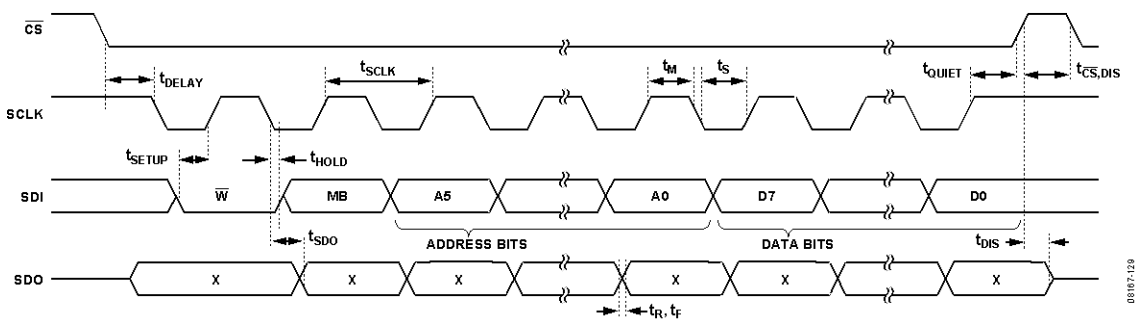 CS
tDELAY
tSCLK
tM
tS
tQUIET
tCS,DIS
SCLK
tSETUP
tHOLD
SDI
W
MB
A5
A0
D7
D0
tSDO
ADDRESS BITS
DATA BITS
tDIS
SDO
X
X
X
X
X
X
tR, tF
08167-129